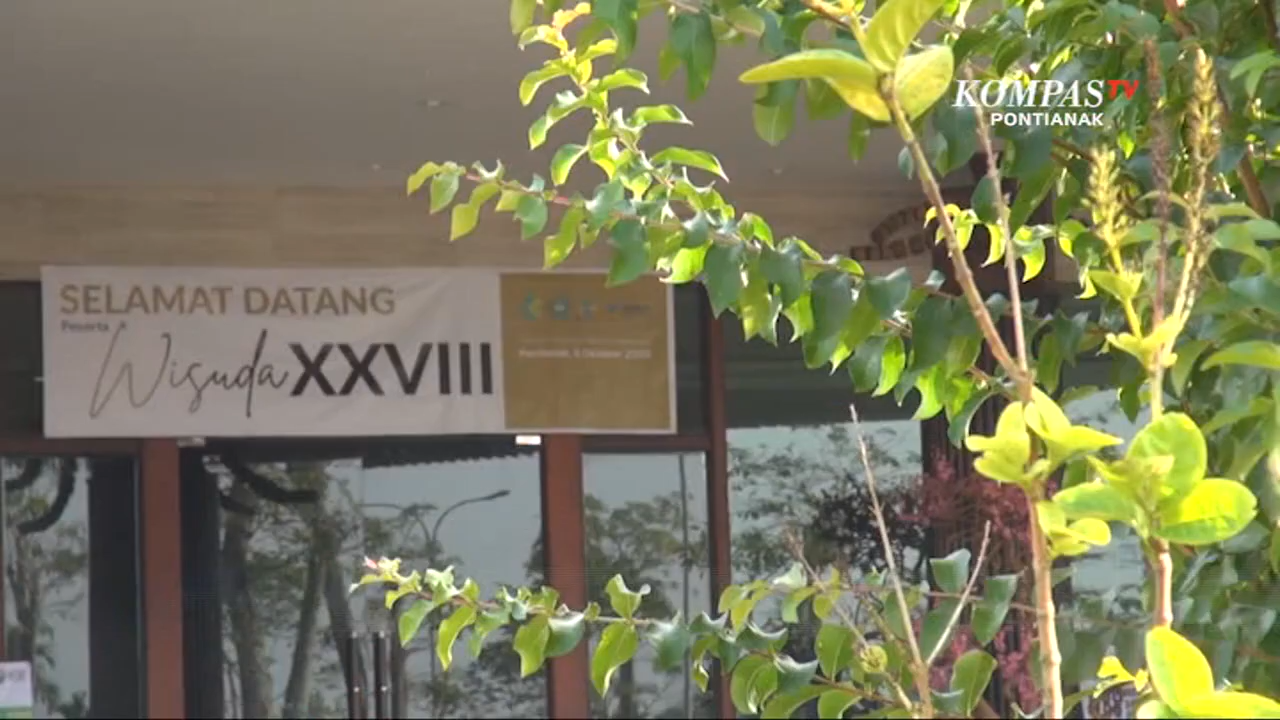 KOMPAS TV
PONTIANAK
SELAMAT DATANG
Peserta
Wisuda XXVIII